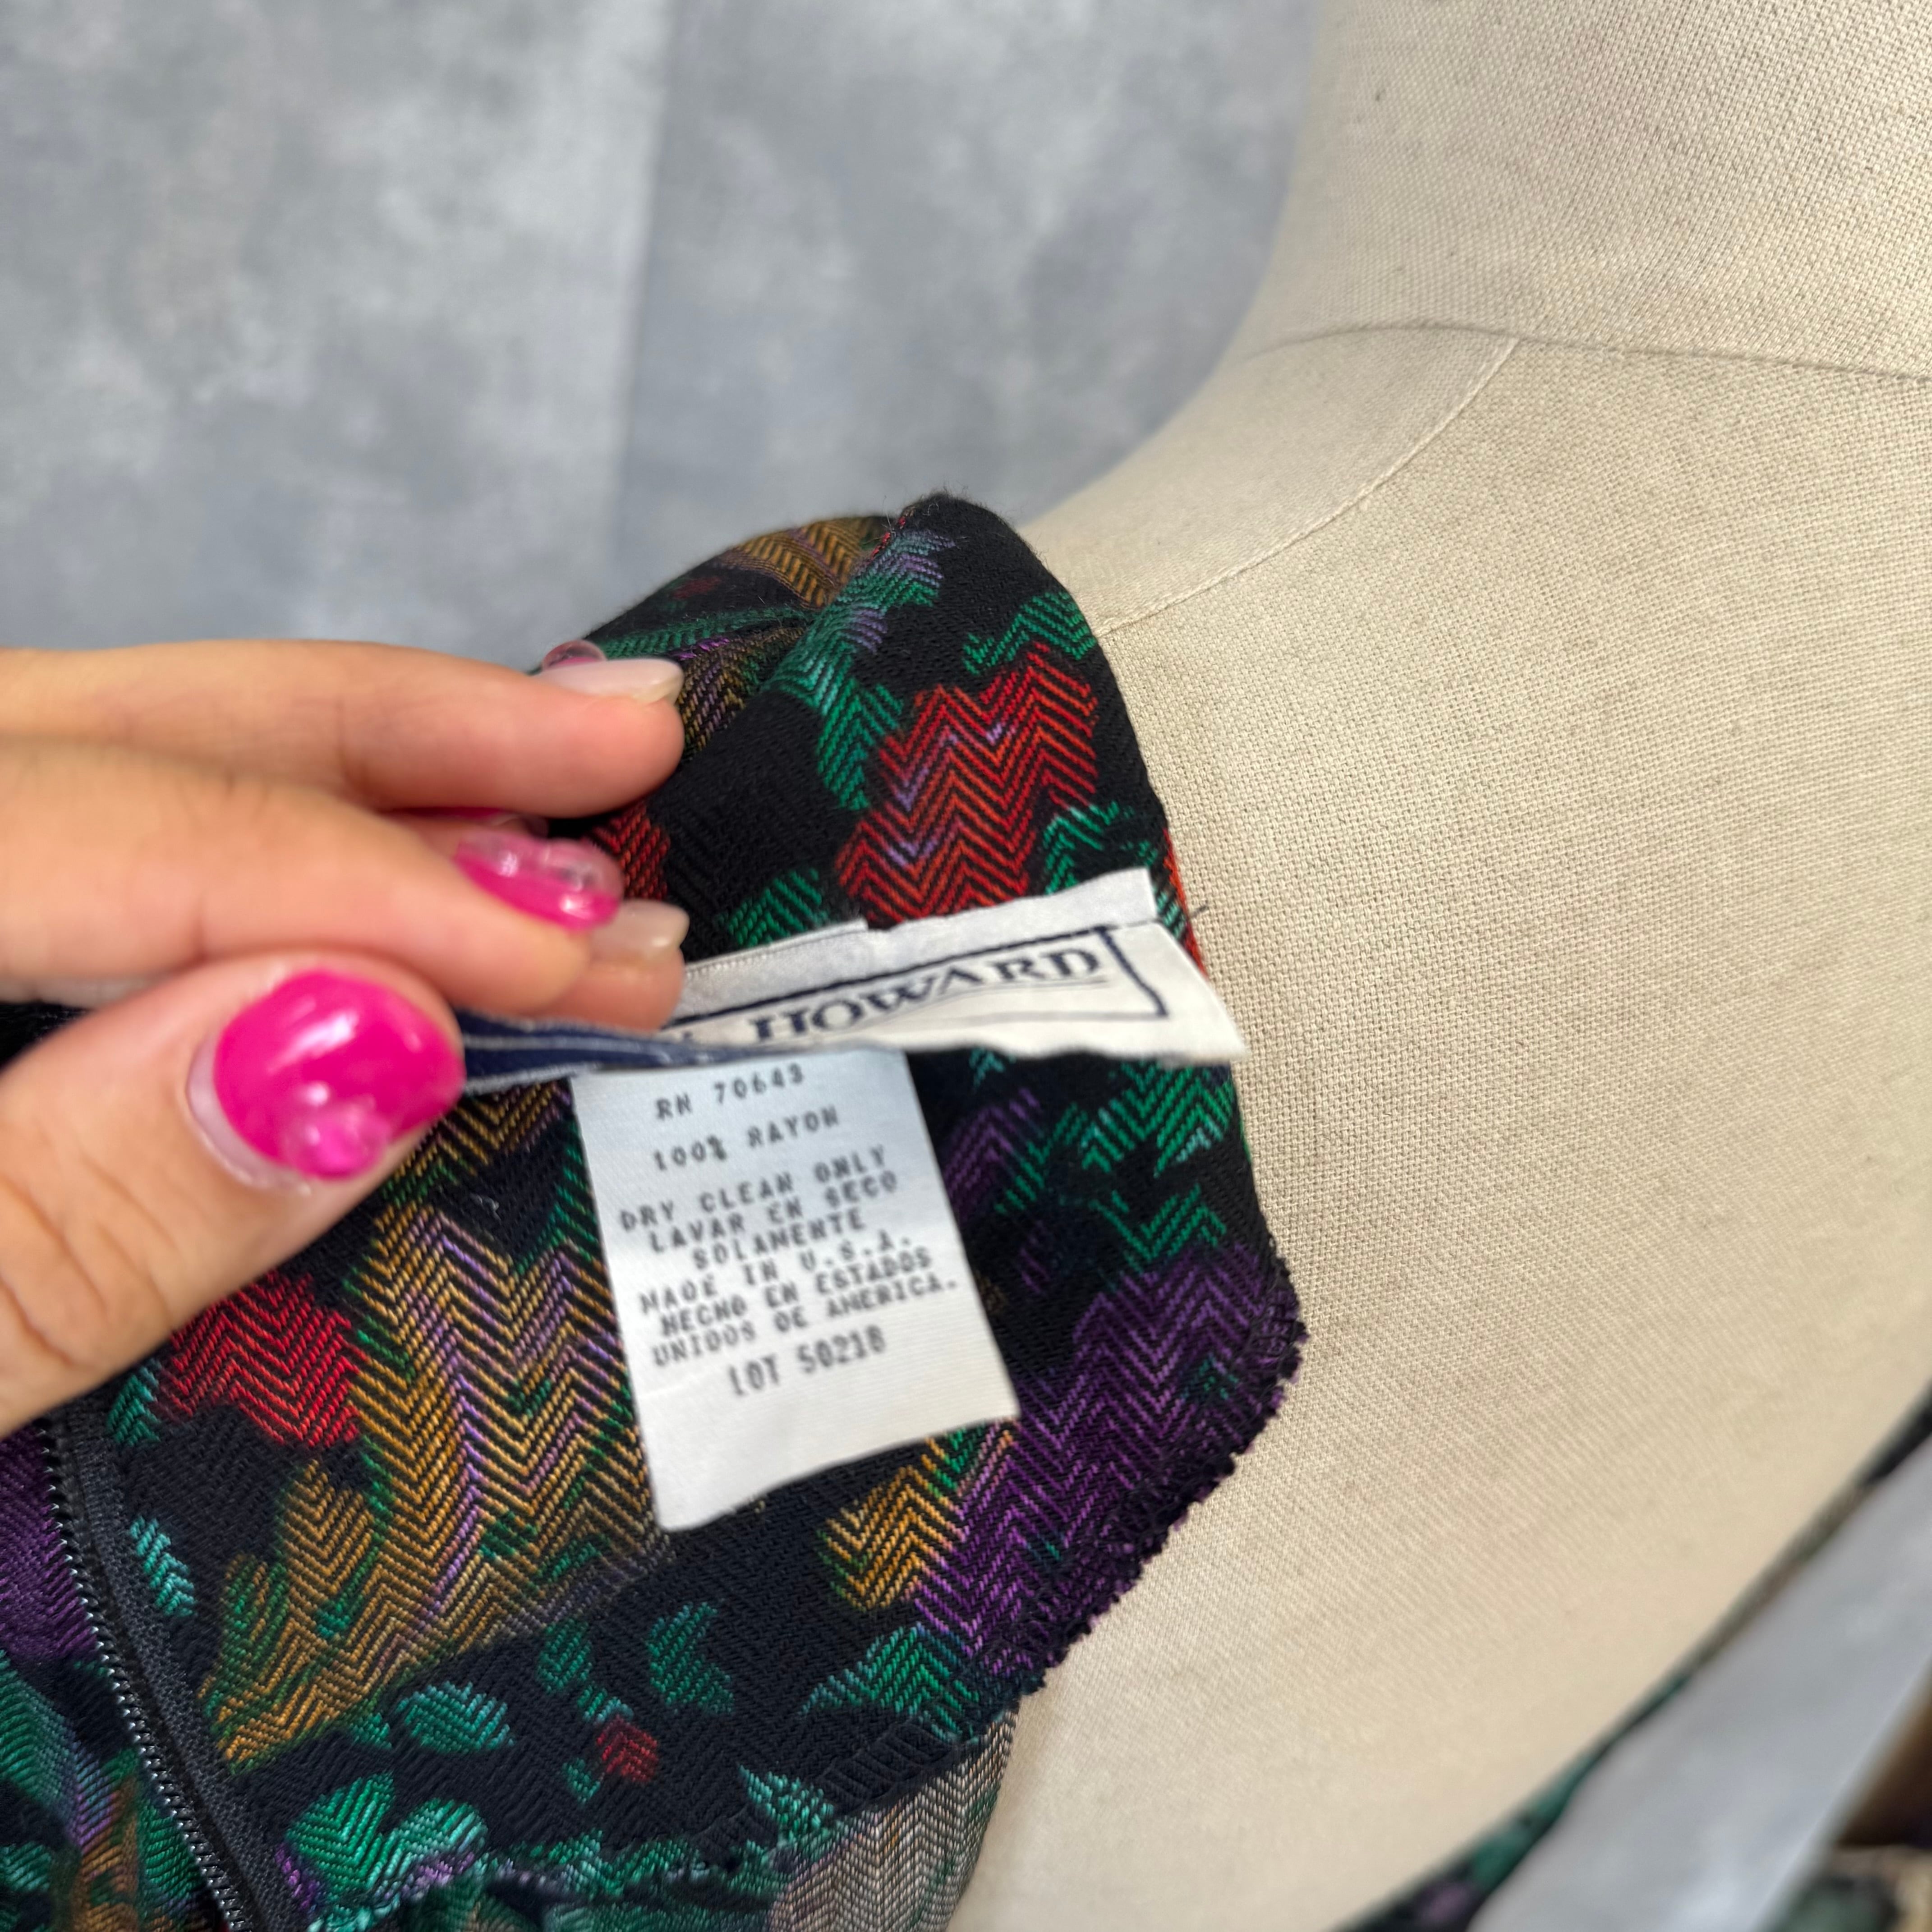 HOWARD
RN 70643
100% RAYON
DRY CLEAN ONLY
LAVAR EN SECO
SOLAMENTE
MADE IN U.S.A.
HECHO EN ESTADOS
UNIDOS DE AMERICA.
LOT 50218